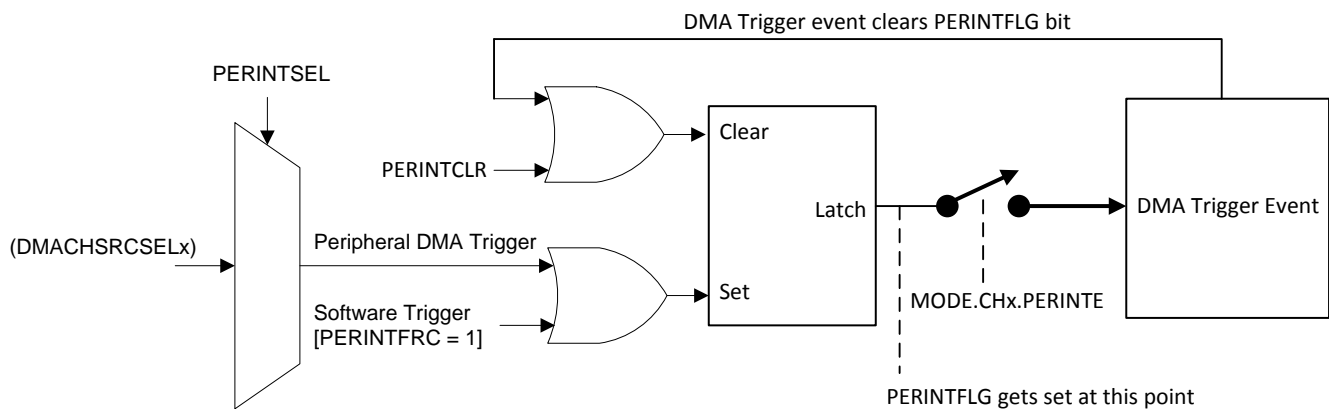 DMA Trigger event clears PERINTFLG bit
PERINTSEL
Clear
PERINTCLR
Latch
DMA Trigger Event
(DMACHSRCSELx)
Peripheral DMA Trigger
Set
MODE.CHx.PERINTE
Software Trigger
[PERINTFRC = 1]
PERINTFLG gets set at this point